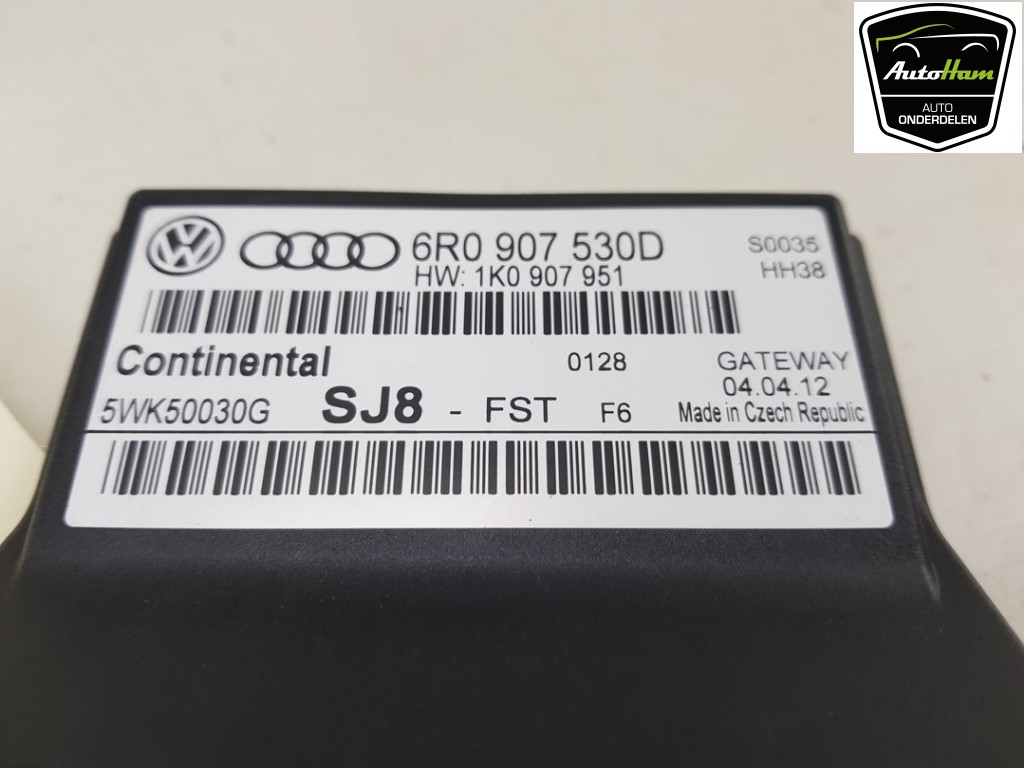 AutoHam
AUTO
ONDERDELEN
6R0 907 530D
S0035
HW: 1K0 907 951
HH38
Continental
0128
GATEWAY
04.04.12
5WK50030G
SJ8 - FST F6
Made in Czech Republic